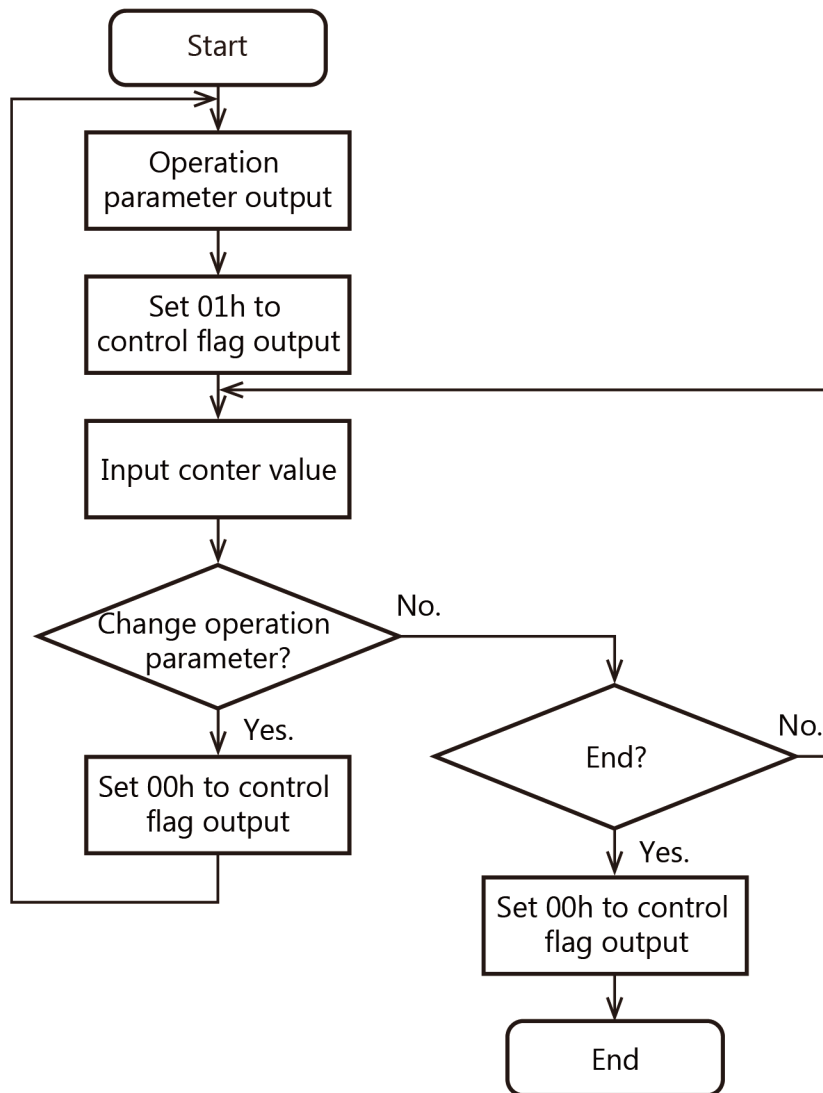 Start
Operation
parameter output
Set 01h to
control flag output
Input conter value
Change operation
parameter?
No.
Yes.
Set 00h to control
flag output
End?
No.
Yes.
Set 00h to control
flag output
End